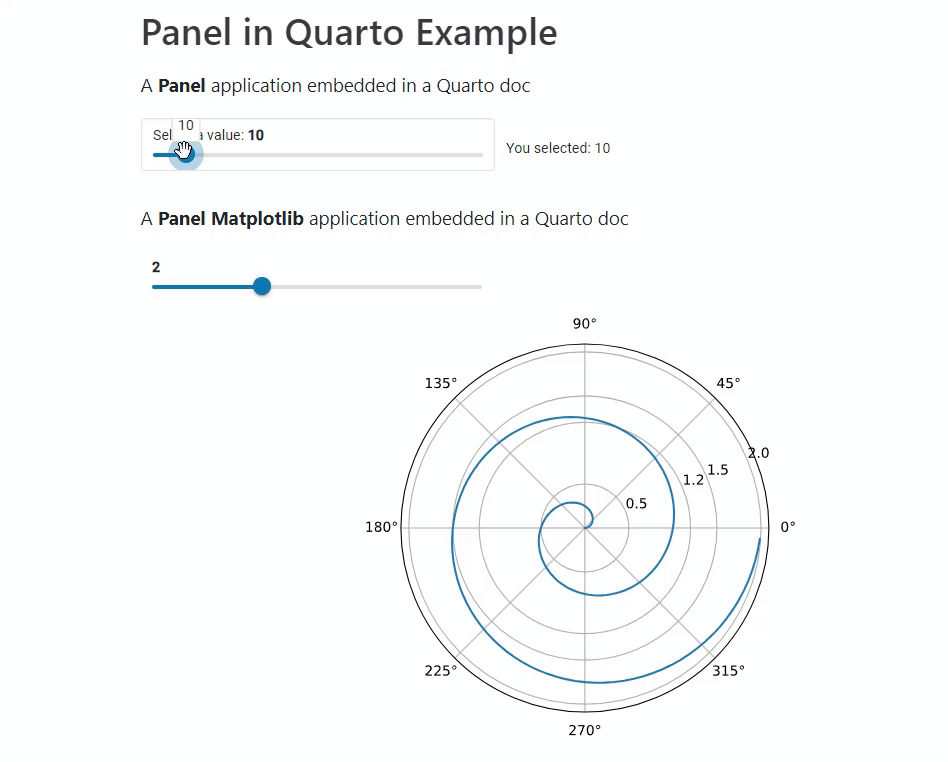 Panel in Quarto Example
A Panel application embedded in a Quarto doc
10
Sel a value: 10
You selected: 10
A Panel Matplotlib application embedded in a Quarto doc
2
90°
135°
45°
2.0
1.5
1.2
0.5
180°
0°
225°
315°
270°